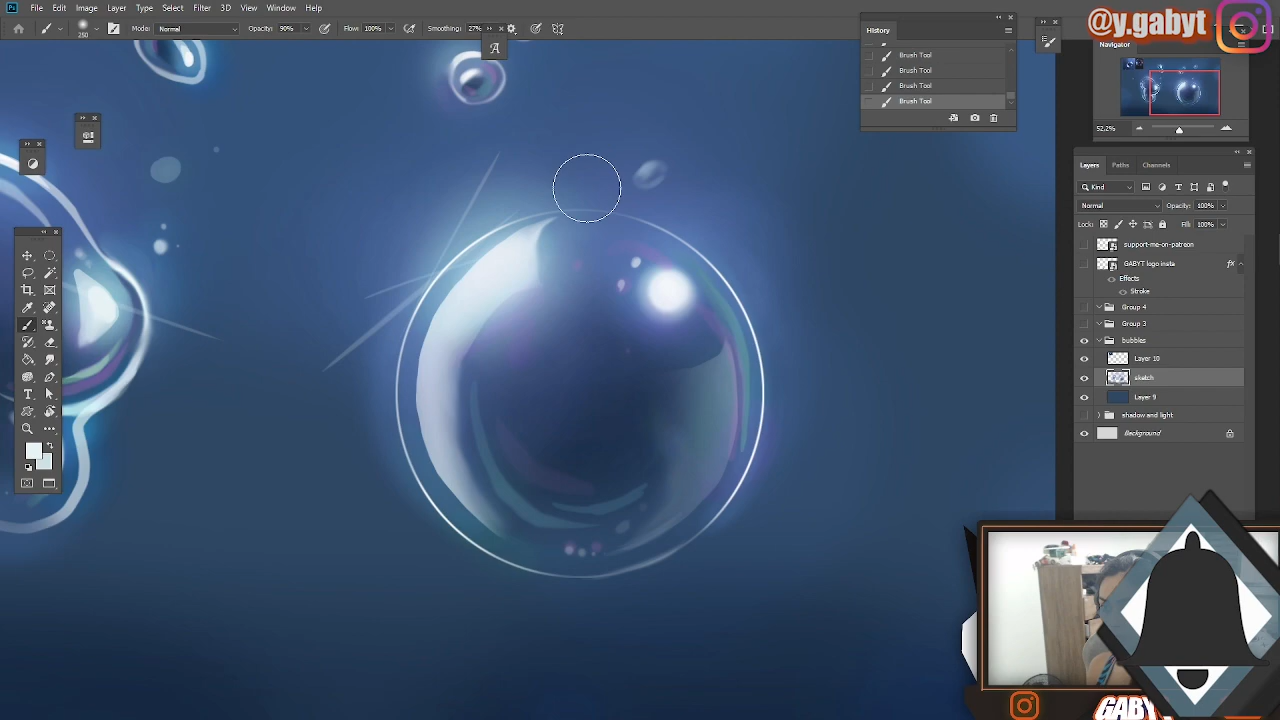 Ps File Edit Image Layer Type Select Filter 3D View Window Help
250 Mode: Normal Opacity: 90% Flow: 100% Smoothing: 27%
@y.gabyt
History
Brush Tool
Brush Tool
Brush Tool
Brush Tool
Navigator
52.2%
Layers Paths Channels
Kind
Normal Opacity: 100%
Lock: Fill: 100%
support-me-on-patreon
GABYT logo insta fx
Effects
Stroke
Group 4
Group 3
bubbles
Layer 10
sketch
Layer 9
shadow and light
Background